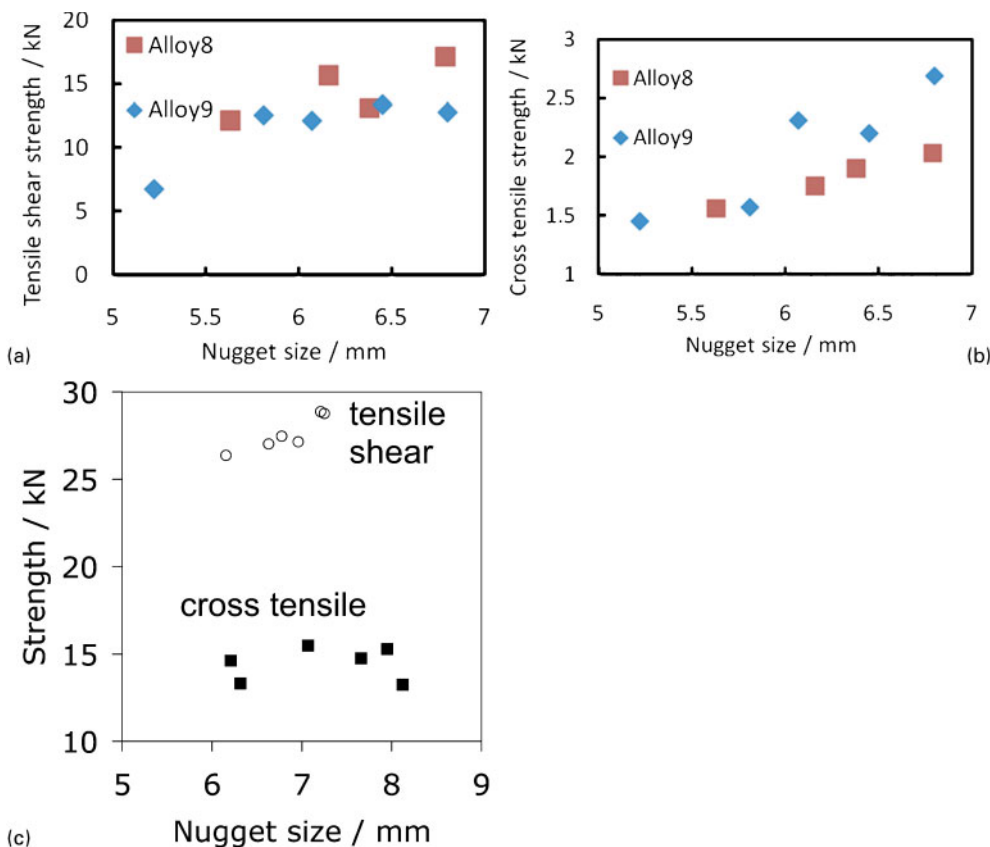 20
15
10
5
0
Tensile shear strength / kN
Alloy8
Alloy9
5 5.5 6 6.5 7
Nugget size / mm
(a)
3
2.5
2
1.5
1
Cross tensile strength / kN
Alloy8
Alloy9
5 5.5 6 6.5 7
Nugget size / mm
(b)
30
25
20
15
10
Strength / kN
tensile
shear
cross tensile
5 6 7 8 9
Nugget size / mm
(c)